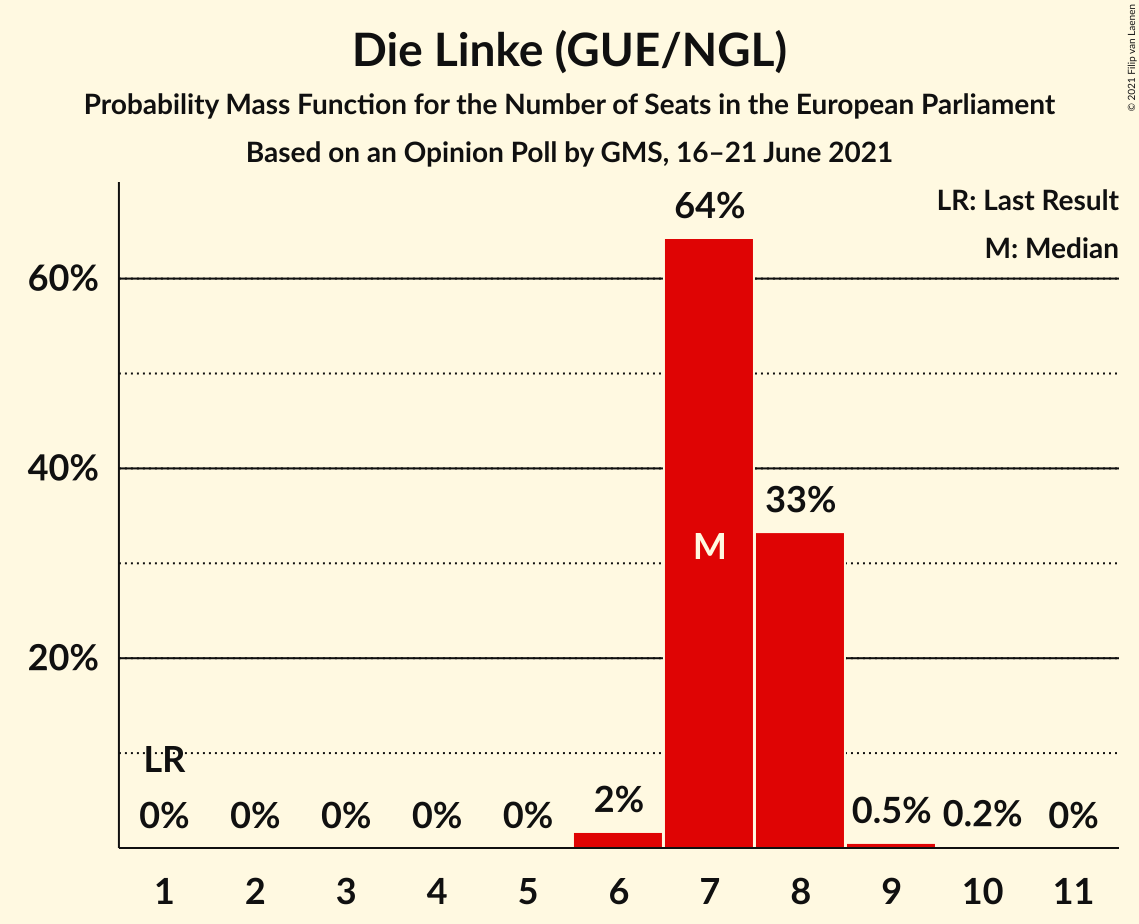 Die Linke (GUE/NGL)
Probability Mass Function for the Number of Seats in the European Parliament
Based on an Opinion Poll by GMS, 16–21 June 2021
© 2021 Filip van Laenen
LR: Last Result
M: Median
64%
60%
40%
33%
M
20%
LR
0% 0% 0% 0% 0% 2% 0.5% 0.2% 0%
1 2 3 4 5 6 7 8 9 10 11